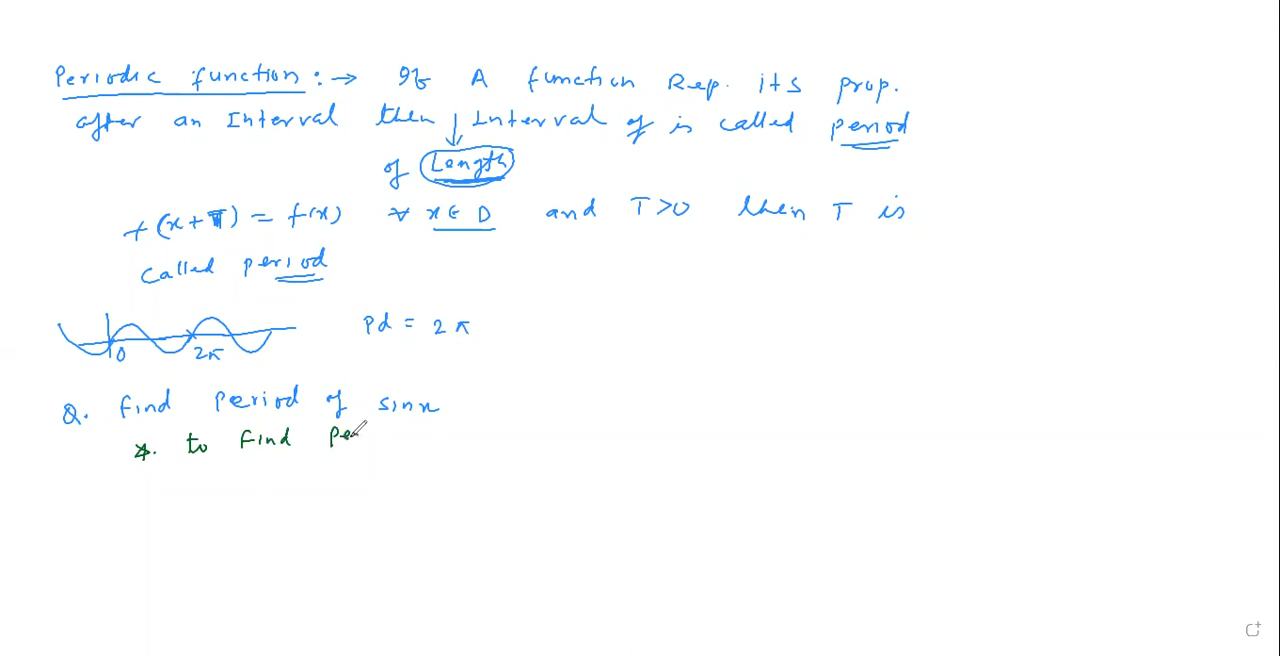 Periodic function :→ If A function Rep. its prop.
after an Interval then Interval of is called period
of Length
f(x+T) = f(x) ∀ x ∈ D and T>0 then T is
called period
0 2π Pd = 2π
Q. find period of sinx
*. to find Per